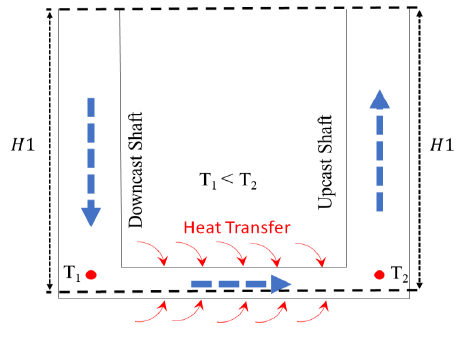 H1
Downcast Shaft
T₁ < T₂
Upcast Shaft
H1
Heat Transfer
T₁
T₂